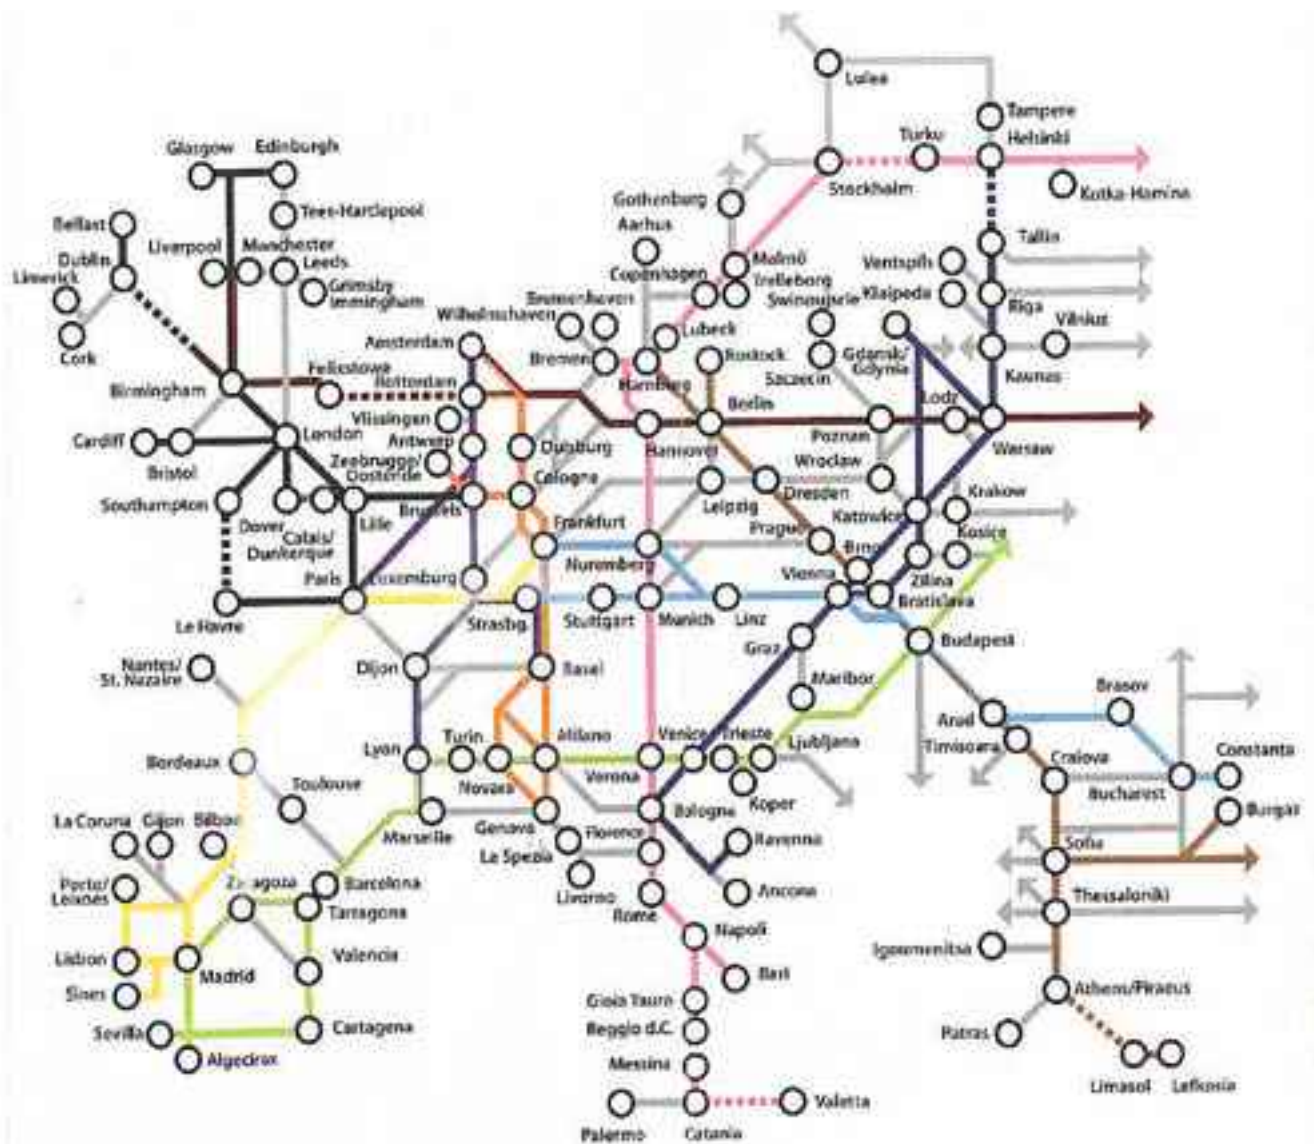 Lulea
Tampere
Turku
Helsinki
Glasgow
Edinburgh
Stockholm
Kotka-Hamina
Gothenburg
Tees-Hartlepool
Aarhus
Belfast
Tallin
Dublin
Liverpool
Manchester
Malmö
Ventspils
Limerick
Leeds
Copenhagen
Trelleborg
Klaipeda
Grimsby
Immingham
Swinoujscie
Riga
Wilhelmshaven
Vilnius
Lubeck
Amsterdam
Cork
Bremen
Rostock
Gdansk/
Gdynia
Hamburg
Szczecin
Kaunas
Birmingham
Felixstowe
Rotterdam
Lodz
Berlin
Vlissingen
Poznan
London
Cardiff
Antwerp
Duisburg
Hannover
Warsaw
Bristol
Zeebrugge/
Oostende
Wroclaw
Cologne
Krakow
Southampton
Dover
Lille
Brussels
Leipzig
Dresden
Katowice
Calais/
Dunkerque
Frankfurt
Prague
Kosice
Nuremberg
Brno
Paris
Luxemburg
Vienna
Zilina
Bratislava
Le Havre
Strasbg.
Stuttgart
Munich
Linz
Budapest
Graz
Nantes/
St. Nazaire
Dijon
Basel
Maribor
Brasov
Arad
Lyon
Turin
Milano
Venice
Trieste
Ljubljana
Timisoara
Bordeaux
Verona
Craiova
Constanta
Toulouse
Novara
Koper
Bucharest
Bologna
Burgas
La Coruna
Gijon
Bilbao
Marseille
Genova
Florence
Ravenna
La Spezia
Sofia
Porto/
Leixoes
Zaragoza
Barcelona
Livorno
Ancona
Thessaloniki
Tarragona
Rome
Napoli
Igoumenitsa
Lisbon
Madrid
Valencia
Bari
Sines
Gioia Tauro
Athens/Piraeus
Sevilla
Cartagena
Reggio d.C.
Patras
Algeciras
Messina
Limasol
Lefkosia
Valetta
Palermo
Catania